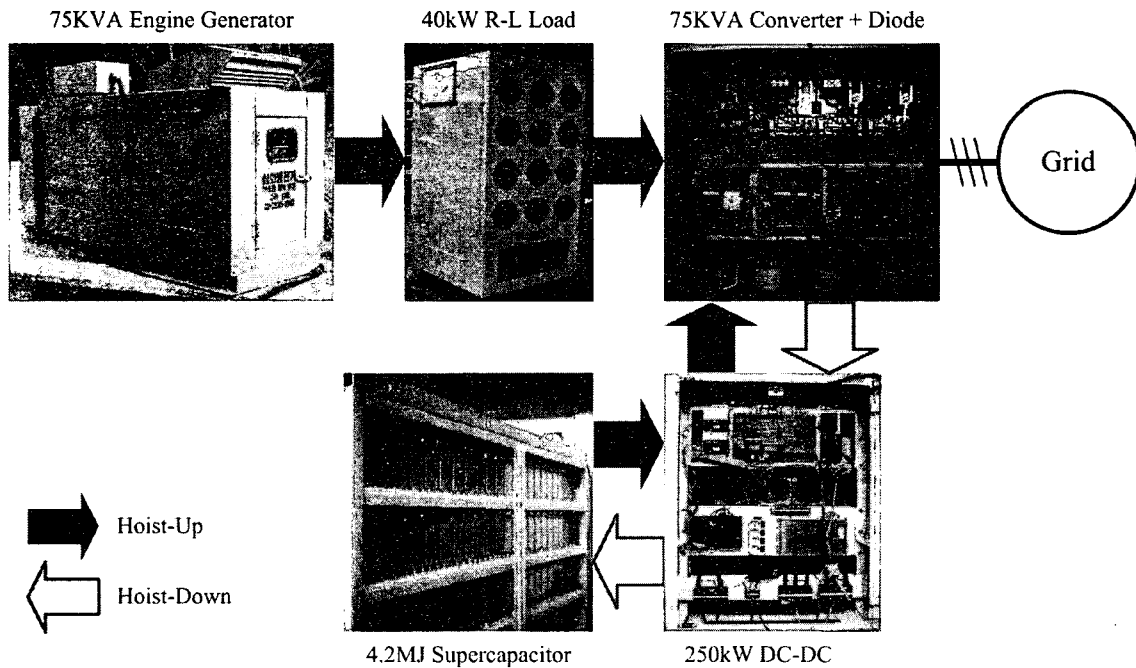 75KVA Engine Generator
40kW R-L Load
75KVA Converter + Diode
Grid
Hoist-Up
Hoist-Down
4.2MJ Supercapacitor
250kW DC-DC